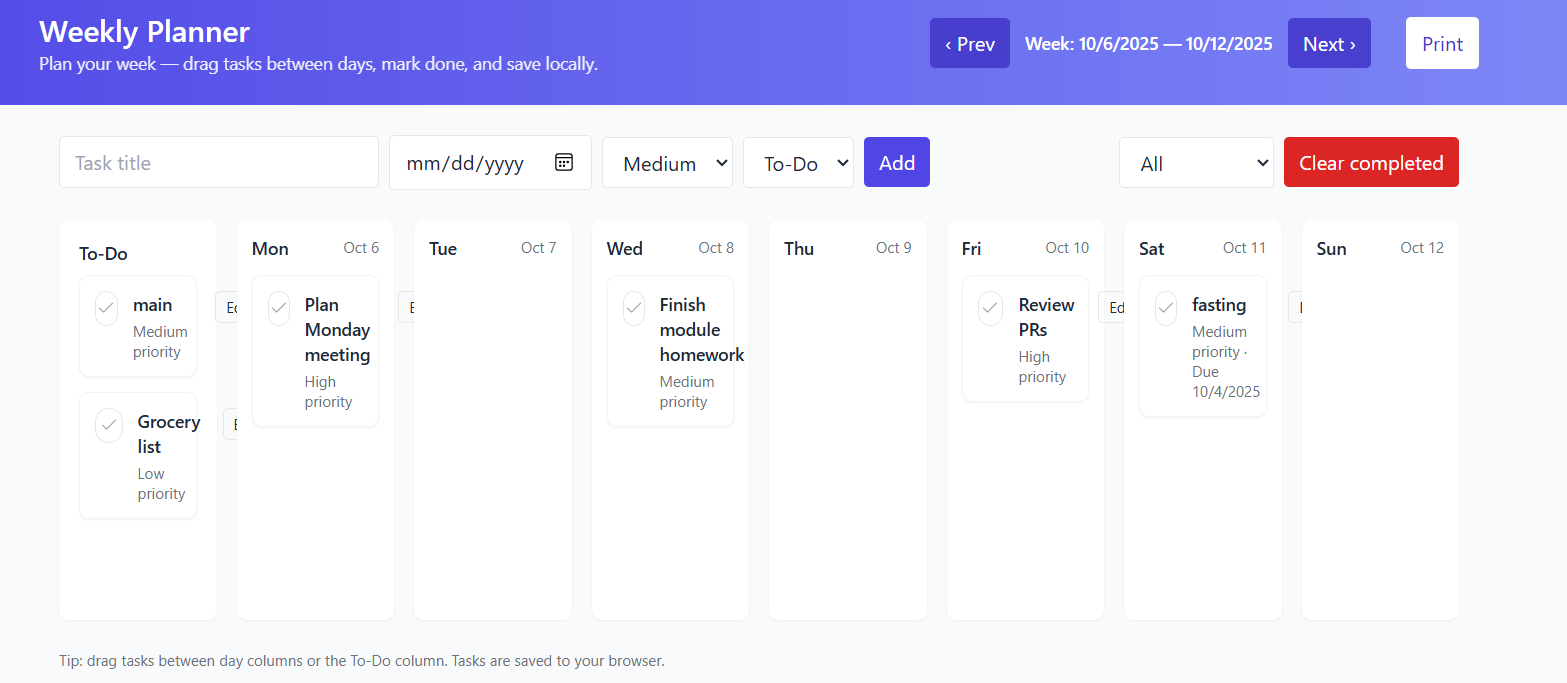 Weekly Planner
Plan your week — drag tasks between days, mark done, and save locally.
‹ Prev
Week: 10/6/2025 — 10/12/2025
Next ›
Print
Task title
mm/dd/yyyy
Medium
To-Do
Add
All
Clear completed
To-Do
main
Medium
priority
Grocery
list
Low
priority
Mon Oct 6
Plan
Monday
meeting
High
priority
Tue Oct 7
Wed Oct 8
Finish
module
homework
Medium
priority
Thu Oct 9
Fri Oct 10
Review
PRs
High
priority
Sat Oct 11
fasting
Medium
priority ·
Due
10/4/2025
Sun Oct 12
Tip: drag tasks between day columns or the To-Do column. Tasks are saved to your browser.